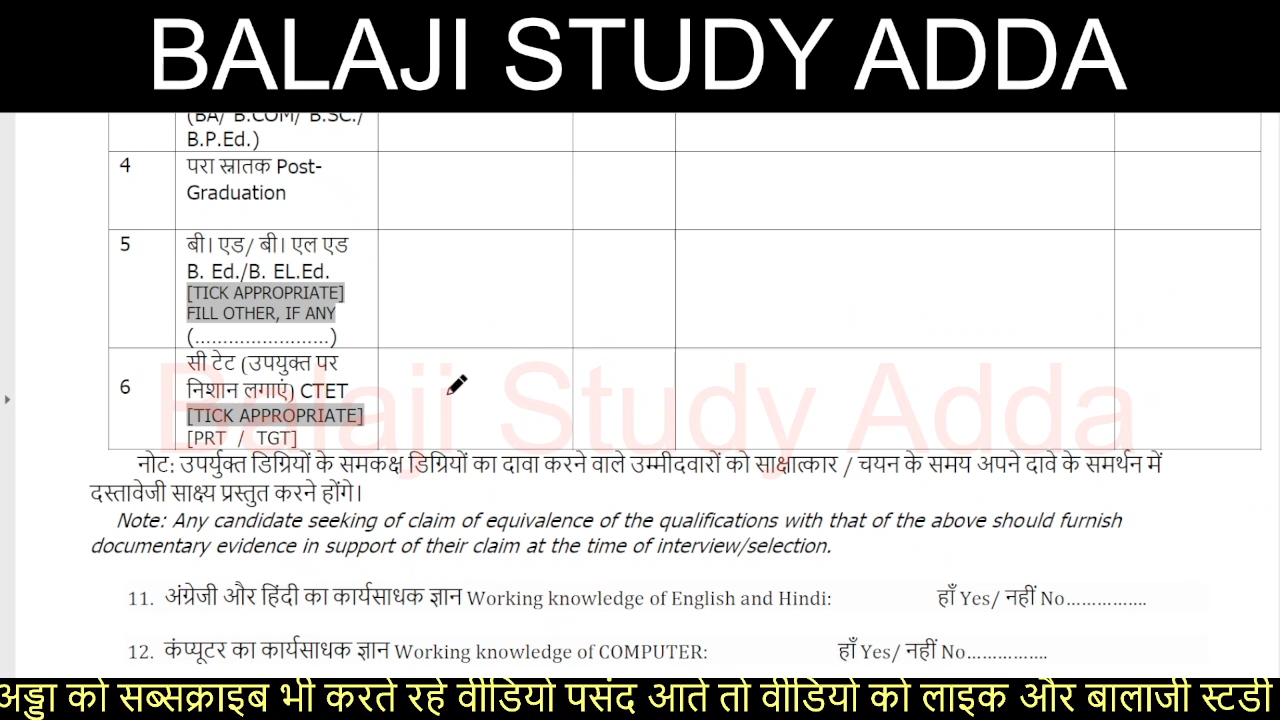 BALAJI STUDY ADDA
(BA/ B.COM/ B.SC./
B.P.Ed.)
4
परा स्नातक Post-
Graduation
5
बी। एड/ बी। एल एड
B. Ed./B. EL.Ed.
[TICK APPROPRIATE]
FILL OTHER, IF ANY
(……………………)
6
सी टेट (उपयुक्त पर
निशान लगाएं) CTET
[TICK APPROPRIATE]
[PRT / TGT]
Balaji Study Adda
नोट: उपर्युक्त डिग्रियों के समकक्ष डिग्रियों का दावा करने वाले उम्मीदवारों को साक्षात्कार / चयन के समय अपने दावे के समर्थन में
दस्तावेजी साक्ष्य प्रस्तुत करने होंगे।
Note: Any candidate seeking of claim of equivalence of the qualifications with that of the above should furnish
documentary evidence in support of their claim at the time of interview/selection.
11. अंग्रेजी और हिंदी का कार्यसाधक ज्ञान Working knowledge of English and Hindi: हाँ Yes/ नहीं No…………….
12. कंप्यूटर का कार्यसाधक ज्ञान Working knowledge of COMPUTER: हाँ Yes/ नहीं No…………….
अड्डा को सब्सक्राइब भी करते रहे वीडियो पसंद आते तो वीडियो को लाइक और बालाजी स्टडी